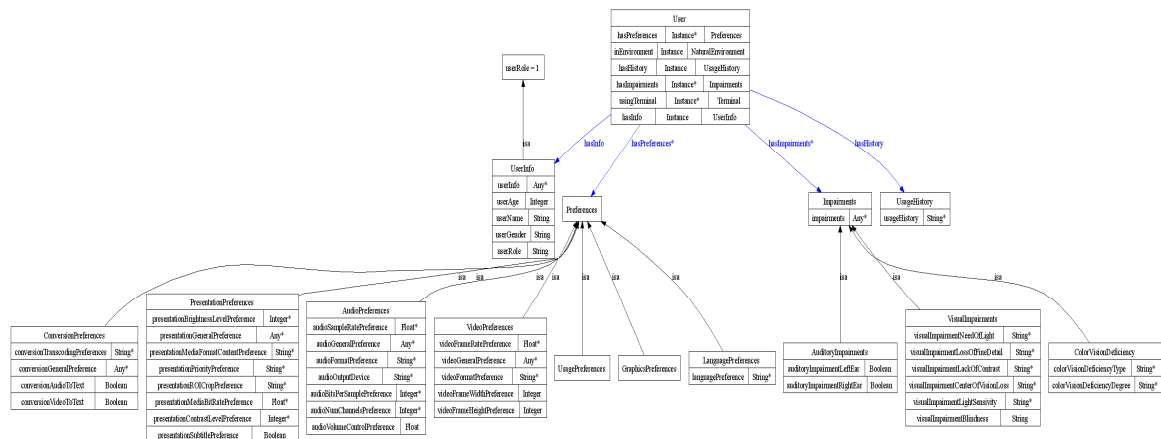 User
hasPreferences Instance* Preferences
inEnvironment Instance NaturalEnvironment
hasHistory Instance UsageHistory
hasImpairments Instance* Impairments
usingTerminal Instance* Terminal
hasInfo Instance UserInfo
userRole = 1
isa
hasInfo
hasPreferences*
hasImpairments*
hasHistory
UserInfo
userInfo Any*
userAge Integer
userName String
userGender String
userRole String
Preferences
Impairments
impairments Any*
UsageHistory
usageHistory String*
isa isa isa isa isa isa isa isa isa
ConversionPreferences
conversionTranscodingPreferences String*
conversionGeneralPreference Any*
conversionAudioToText Boolean
conversionVideoToText Boolean
PresentationPreferences
presentationBrightnessLevelPreference Integer*
presentationGeneralPreference Any*
presentationMediaFormatContentPreference String*
presentationPriorityPreference String*
presentationROICropPreference String*
presentationMediaBitRatePreference Float*
presentationContrastLevelPreference Integer*
presentationSubtitlePreference Boolean
AudioPreferences
audioSampleRatePreference Float*
audioGeneralPreference Any*
audioFormatPreference String*
audioOutputDevice String*
audioBitsPerSamplePreference Integer*
audioNumChannelsPreference Integer*
audioVolumeControlPreference Float
VideoPreferences
videoFrameRatePreference Float*
videoGeneralPreference Any*
videoFormatPreference String*
videoFrameWidthPreference Integer
videoFrameHeightPreference Integer
UsagePreferences
GraphicsPreferences
LanguagePreferences
languagePreference String*
AuditoryImpairments
auditoryImpairmentLeftEar Boolean
auditoryImpairmentRightEar Boolean
VisualImpairments
visualImpairmentNeedOfLight String*
visualImpairmentLossOfFineDetail String*
visualImpairmentLackOfContrast String*
visualImpairmentCenterOfVisionLoss String*
visualImpairmentLightSensivity String*
visualImpairmentBlindness String
ColorVisionDeficiency
colorVisionDeficiencyType String*
colorVisionDeficiencyDegree String*